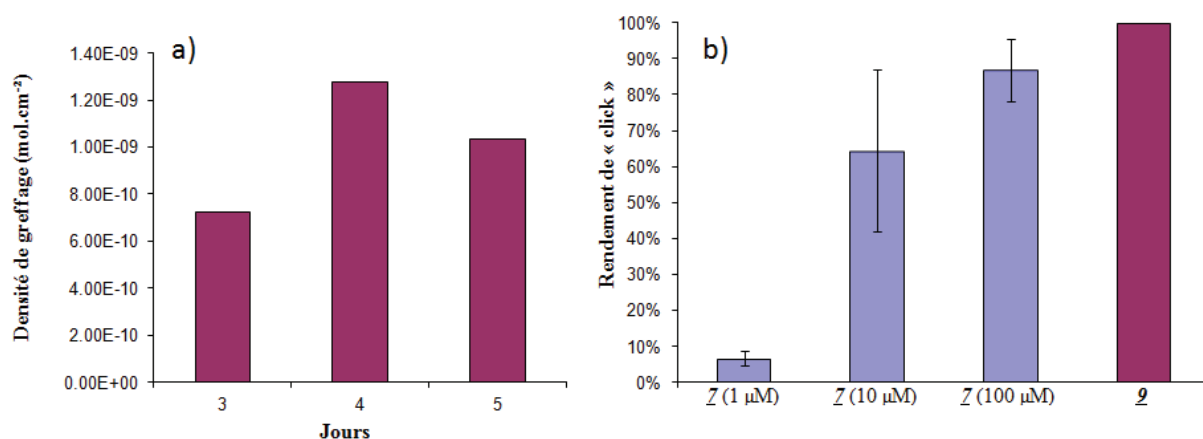 a)
Densité de greffage (mol.cm⁻²)
1.40E-09
1.20E-09
1.00E-09
8.00E-10
6.00E-10
4.00E-10
2.00E-10
0.00E+00
3
4
5
Jours
b)
Rendement de « click »
100%
90%
80%
70%
60%
50%
40%
30%
20%
10%
0%
7 (1 µM)
7 (10 µM)
7 (100 µM)
9